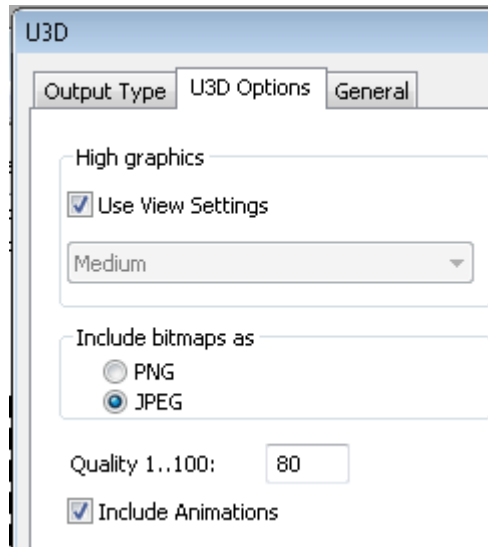 U3D
Output Type U3D Options General
High graphics
Use View Settings
Medium
Include bitmaps as
PNG
JPEG
Quality 1..100: 80
Include Animations